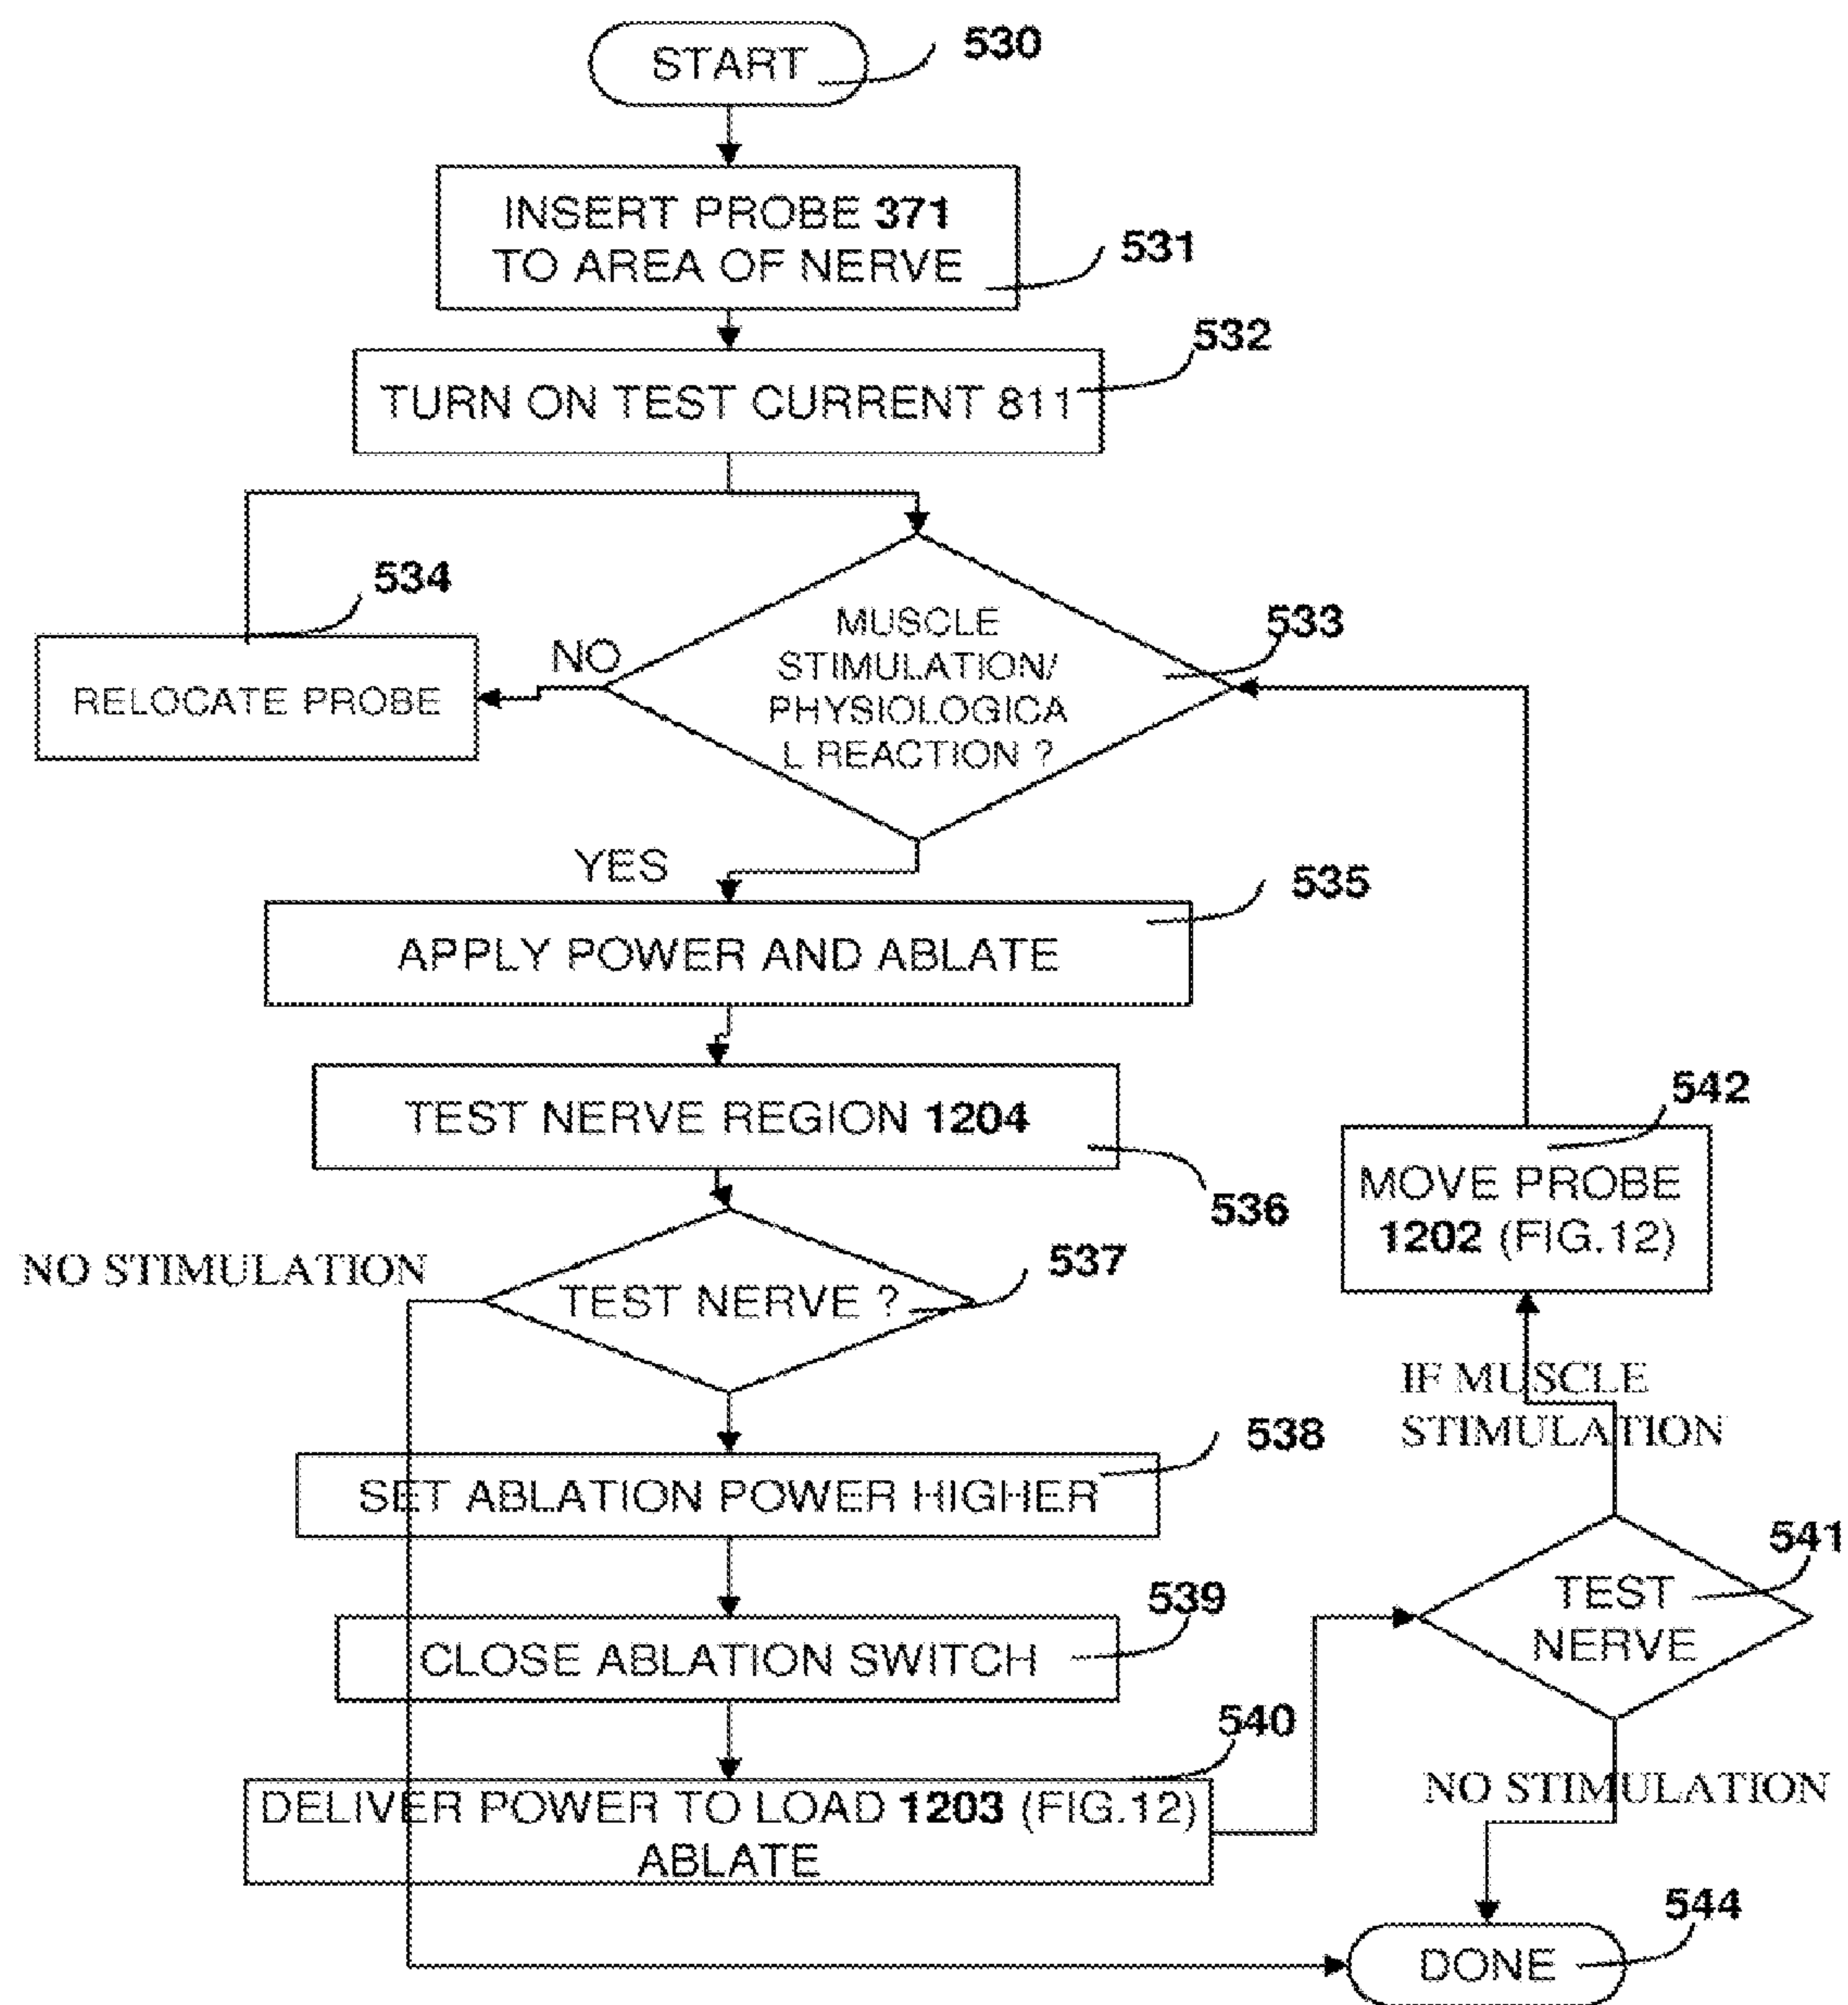 START
530
INSERT PROBE 371
TO AREA OF NERVE
531
532
TURN ON TEST CURRENT 811
534
RELOCATE PROBE
NO
MUSCLE
STIMULATION/
PHYSIOLOGICA
L REACTION ?
533
YES
535
APPLY POWER AND ABLATE
TEST NERVE REGION 1204
536
542
MOVE PROBE
1202 (FIG.12)
NO STIMULATION
TEST NERVE ?
537
IF MUSCLE
STIMULATION
538
SET ABLATION POWER HIGHER
539
CLOSE ABLATION SWITCH
541
TEST
NERVE
540
DELIVER POWER TO LOAD 1203 (FIG.12)
ABLATE
NO STIMULATION
544
DONE